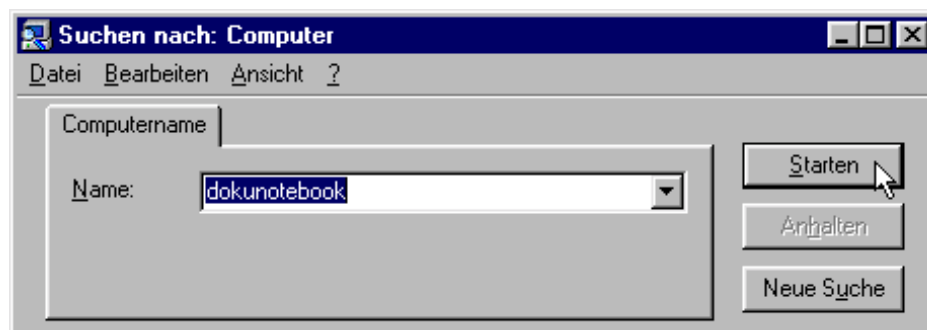 Suchen nach: Computer
Datei Bearbeiten Ansicht ?
Computername
Name: dokunotebook
Starten
Anhalten
Neue Suche